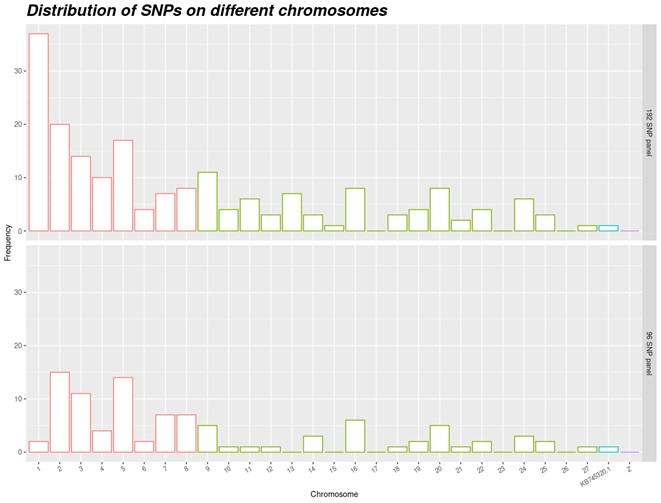 Distribution of SNPs on different chromosomes
Frequency
30
20
10
0
192 SNP panel
30
20
10
0
96 SNP panel
1 2 3 4 5 6 7 8 9 10 11 12 13 14 15 16 17 18 19 20 21 22 23 24 25 26 27 KB745320.1 Z
Chromosome